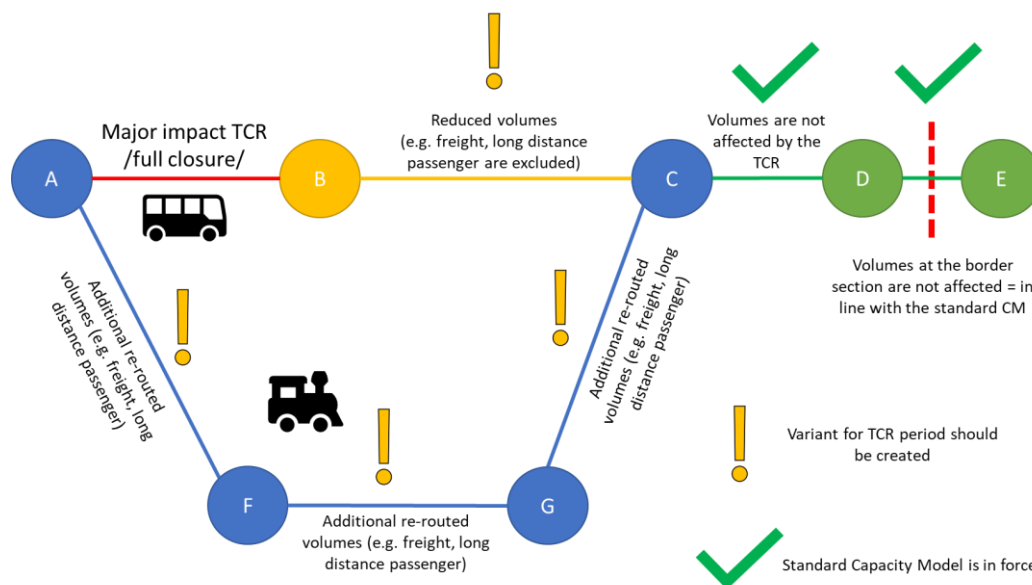 Major impact TCR
/full closure/
Reduced volumes
(e.g. freight, long distance
passenger are excluded)
Volumes are not
affected by the
TCR
A
B
C
D
E
Volumes at the border
section are not affected = in
line with the standard CM
Additional re-routed
volumes (e.g. freight, long
distance passenger)
Additional re-routed
volumes (e.g. freight, long
distance passenger)
F
G
Additional re-routed
volumes (e.g. freight, long
distance passenger)
Variant for TCR period should
be created
Standard Capacity Model is in force